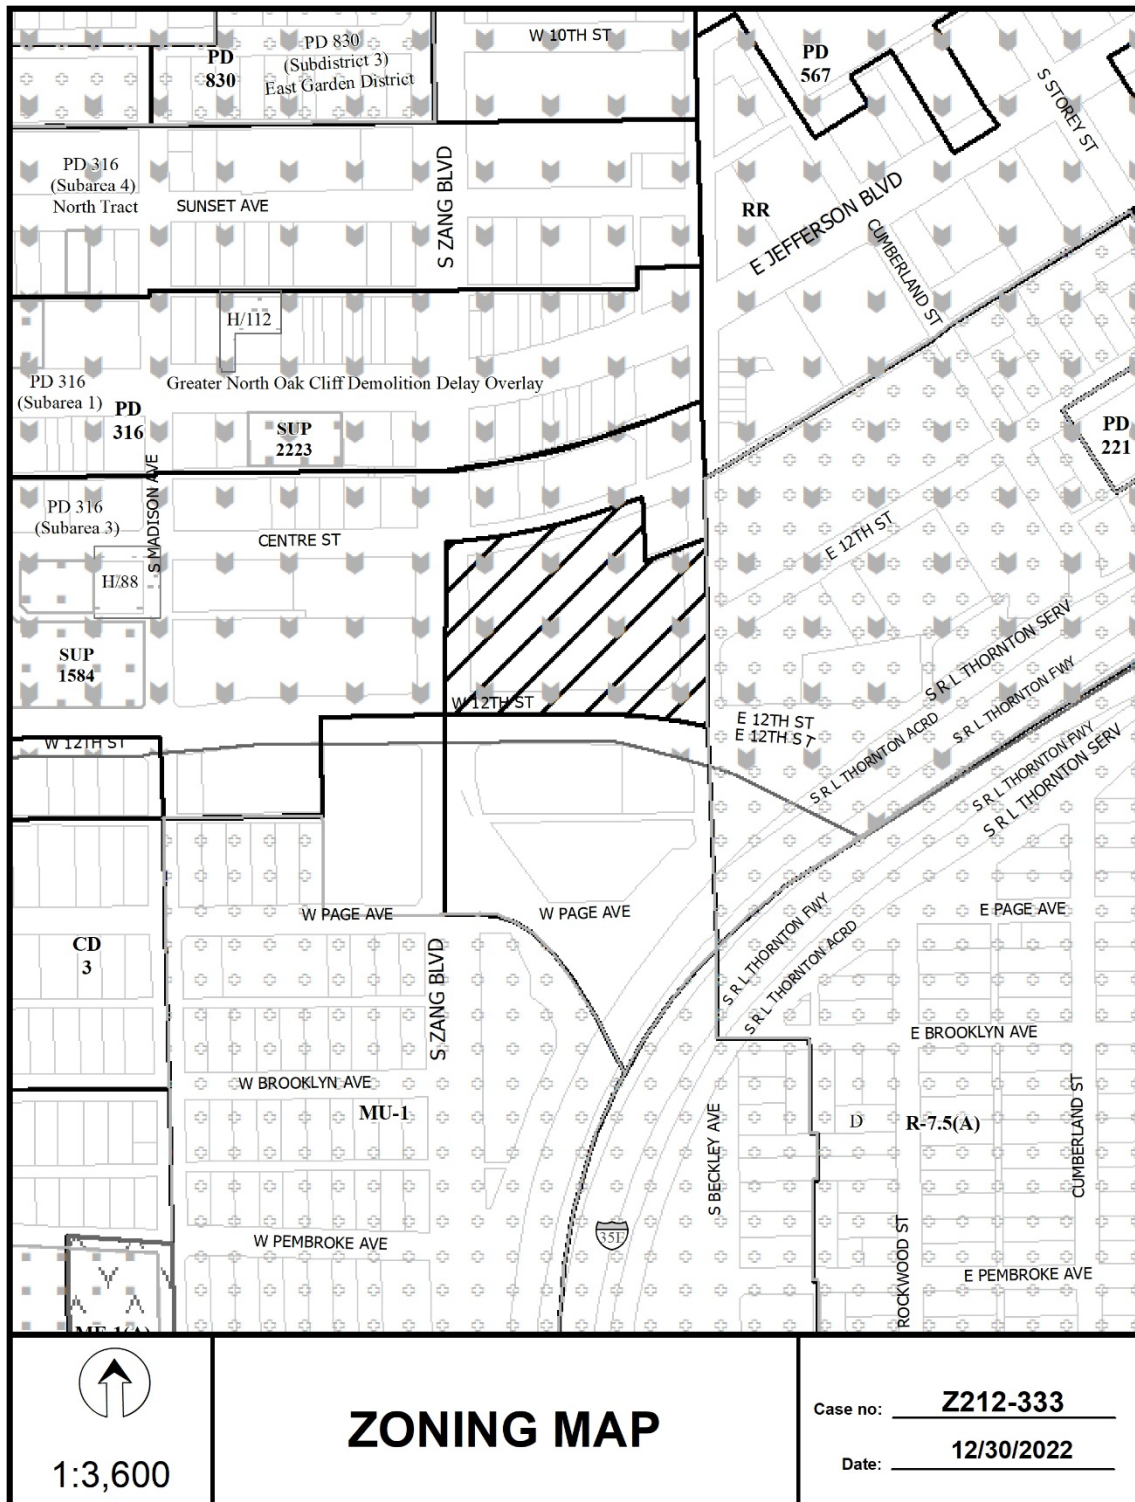 W 10TH ST
PD
830
PD 830
(Subdistrict 3)
East Garden District
PD
567
S STOREY ST
PD 316
(Subarea 4)
North Tract
SUNSET AVE
S ZANG BLVD
RR
E JEFFERSON BLVD
CUMBERLAND ST
H/112
PD 316
(Subarea 1)
Greater North Oak Cliff Demolition Delay Overlay
PD
316
SUP
2223
PD
221
S MADISON AVE
PD 316
(Subarea 3)
CENTRE ST
E 12TH ST
H/88
SUP
1584
S R L THORNTON SERV
S R L THORNTON FWY
W 12TH ST
E 12TH ST
E 12TH ST
W 12TH ST
S R L THORNTON ACRD
S R L THORNTON FWY
S R L THORNTON SERV
W PAGE AVE
W PAGE AVE
E PAGE AVE
CD
3
S ZANG BLVD
S R L THORNTON FWY
S R L THORNTON ACRD
E BROOKLYN AVE
W BROOKLYN AVE
MU-1
S BECKLEY AVE
D
R-7.5(A)
CUMBERLAND ST
W PEMBROKE AVE
35E
ROCKWOOD ST
E PEMBROKE AVE
MF-1(A)
1:3,600
ZONING MAP
Case no: Z212-333
Date: 12/30/2022